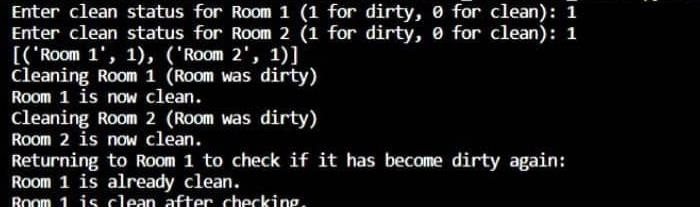 Enter clean status for Room 1 (1 for dirty, 0 for clean): 1
Enter clean status for Room 2 (1 for dirty, 0 for clean): 1
[('Room 1', 1), ('Room 2', 1)]
Cleaning Room 1 (Room was dirty)
Room 1 is now clean.
Cleaning Room 2 (Room was dirty)
Room 2 is now clean.
Returning to Room 1 to check if it has become dirty again:
Room 1 is already clean.
Room 1 is clean after checking.